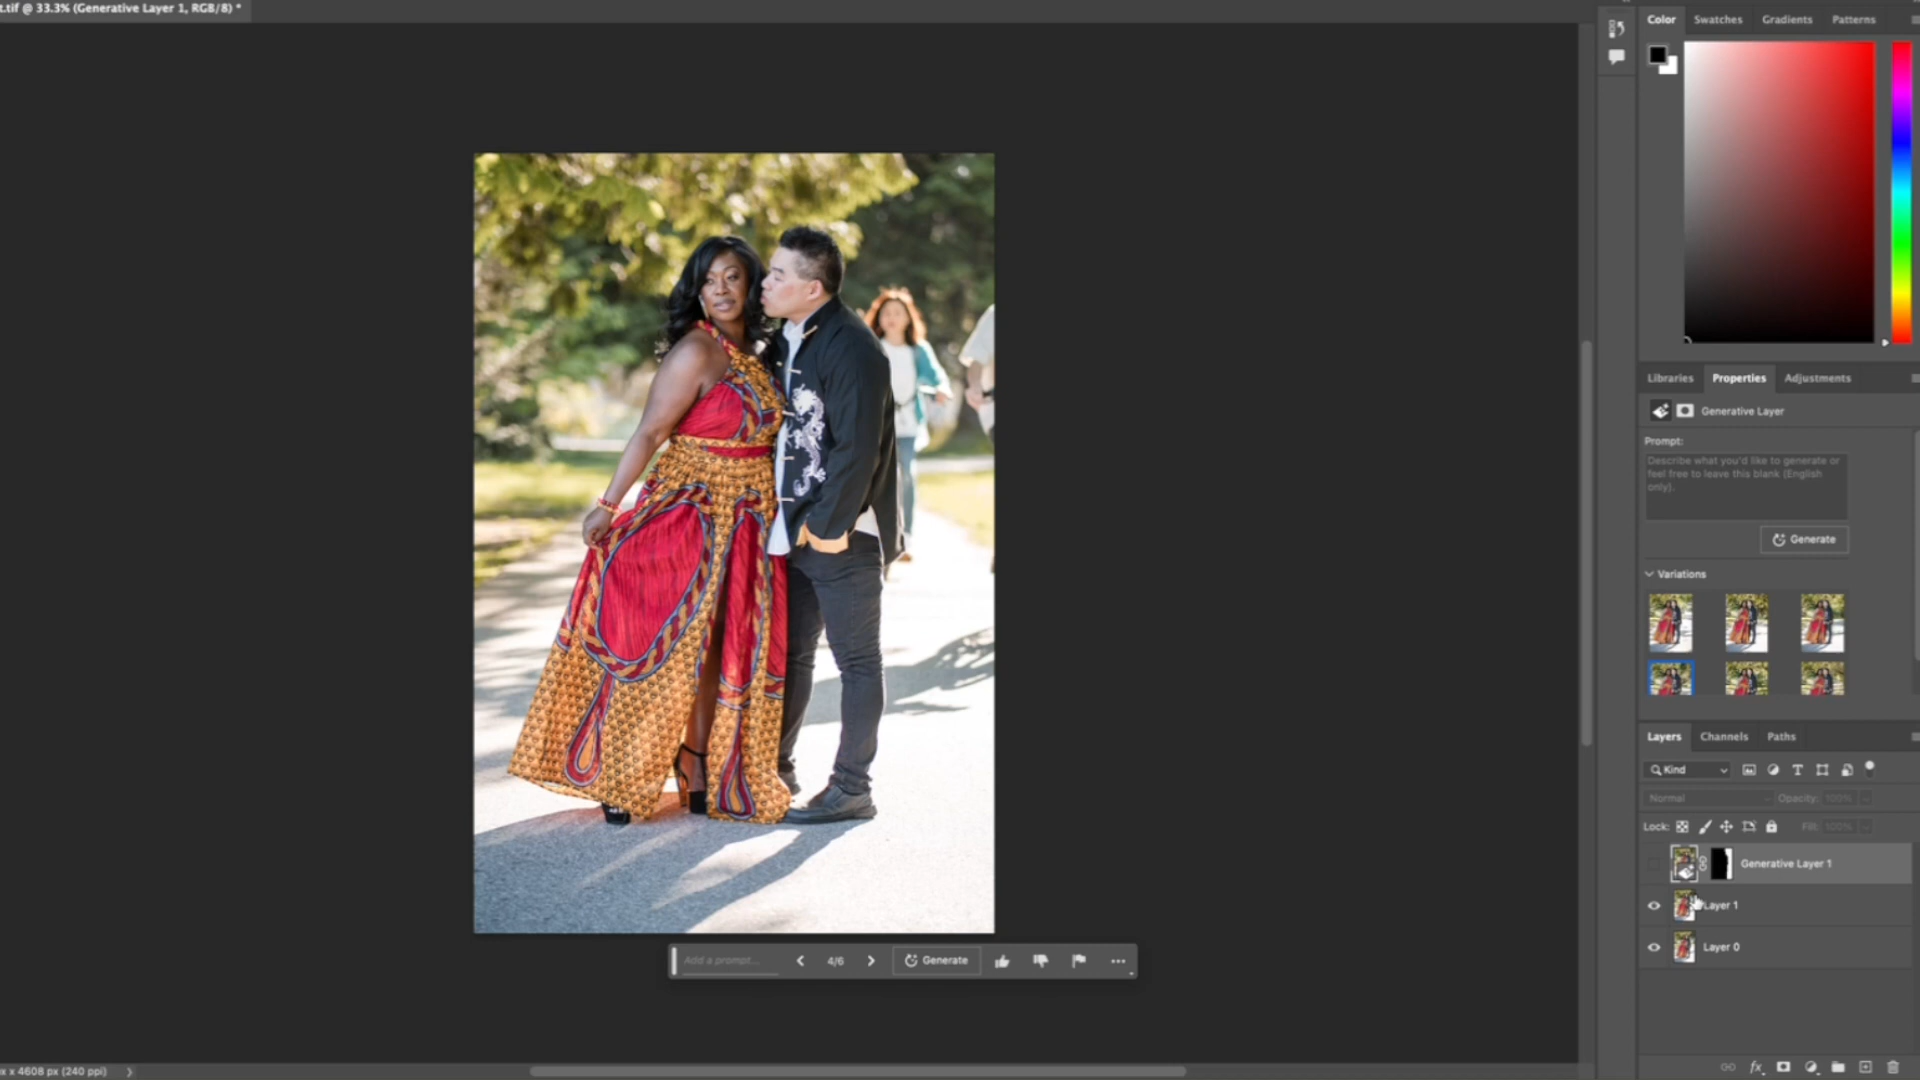 t.tif @ 33.3% (Generative Layer 1, RGB/8) *
Color Swatches Gradients Patterns
Libraries Properties Adjustments
Generative Layer
Prompt:
Describe what you'd like to generate or
feel free to leave this blank (English
only).
Generate
Variations
Layers Channels Paths
Kind
Normal Opacity: 100%
Lock: Fill: 100%
Generative Layer 1
Layer 1
Layer 0
Add a prompt... 4/6 Generate
x x 4608 px (240 ppi)